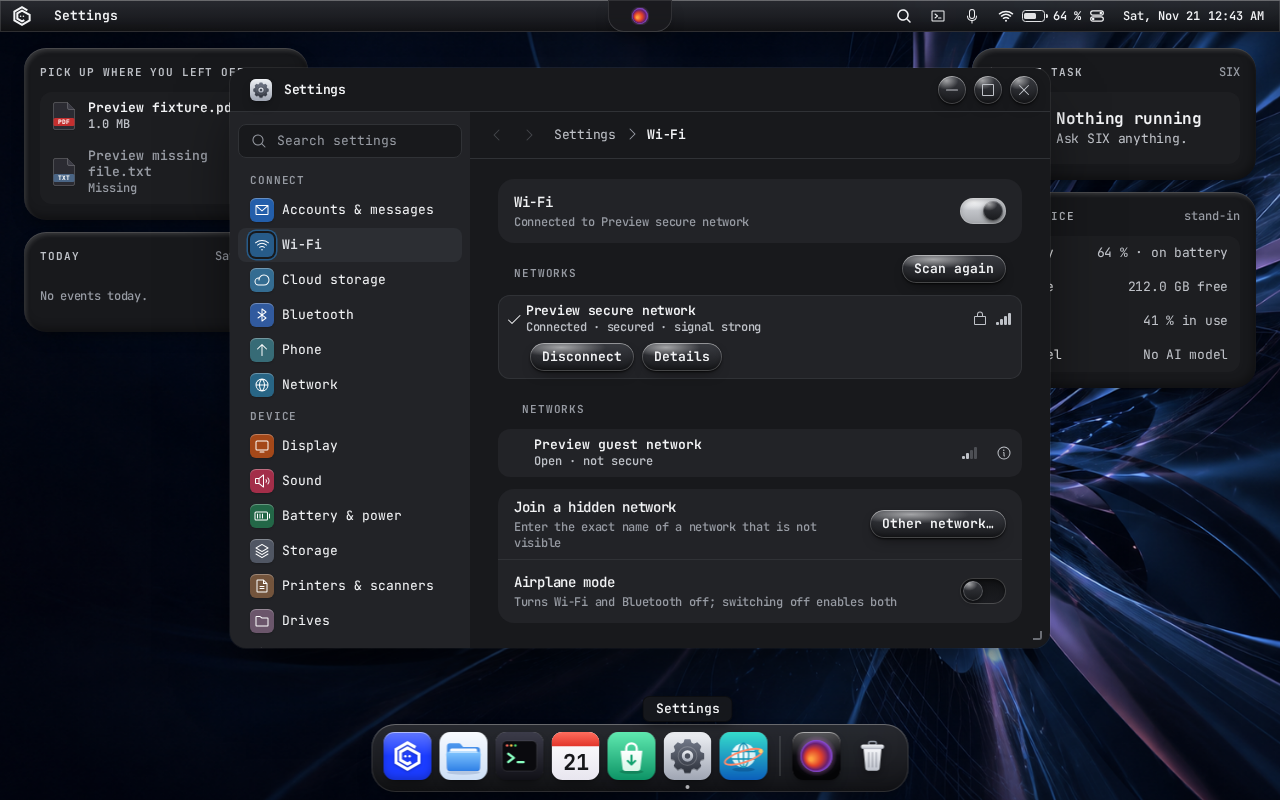 Settings
64 %
Sat, Nov 21 12:43 AM
PICK UP WHERE YOU LEFT OFF
Preview fixture.pd
1.0 MB
Preview missing
file.txt
Missing
PDF
TXT
TODAY
No events today.
TASK
SIX
Nothing running
Ask SIX anything.
stand-in
64 % · on battery
212.0 GB free
41 % in use
No AI model
Settings
Search settings
CONNECT
Accounts & messages
Wi-Fi
Cloud storage
Bluetooth
Phone
Network
DEVICE
Display
Sound
Battery & power
Storage
Printers & scanners
Drives
Settings > Wi-Fi
Wi-Fi
Connected to Preview secure network
NETWORKS
Scan again
Preview secure network
Connected · secured · signal strong
Disconnect
Details
NETWORKS
Preview guest network
Open · not secure
Join a hidden network
Enter the exact name of a network that is not
visible
Other network…
Airplane mode
Turns Wi-Fi and Bluetooth off; switching off enables both
Settings
21